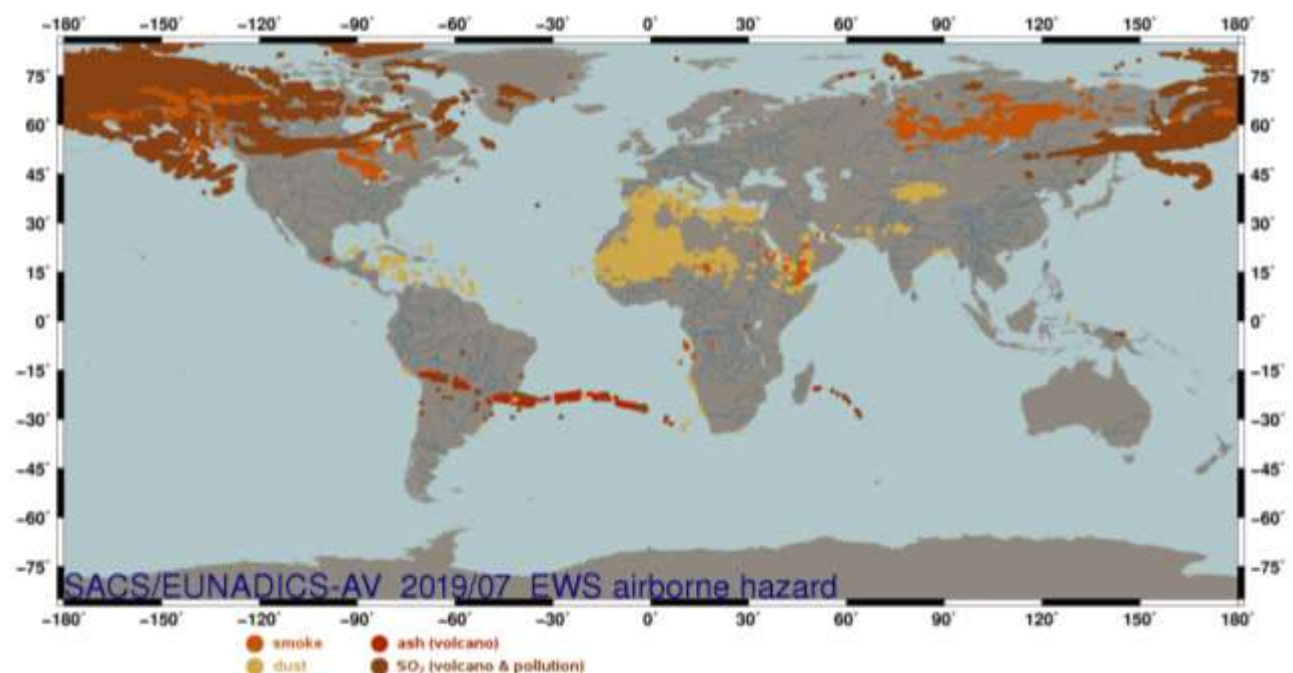 -180° -150° -120° -90° -60° -30° 0° 30° 60° 90° 120° 150° 180°
75° 75°
60° 60°
45° 45°
30° 30°
15° 15°
0° 0°
-15° -15°
-30° -30°
-45° -45°
-60° -60°
-75° -75°
SACS/EUNADICS-AV 2019/07 EWS airborne hazard
-180° -150° -120° -90° -60° -30° 0° 30° 60° 90° 120° 150° 180°
smoke ash (volcano)
dust SO₂ (volcano & pollution)